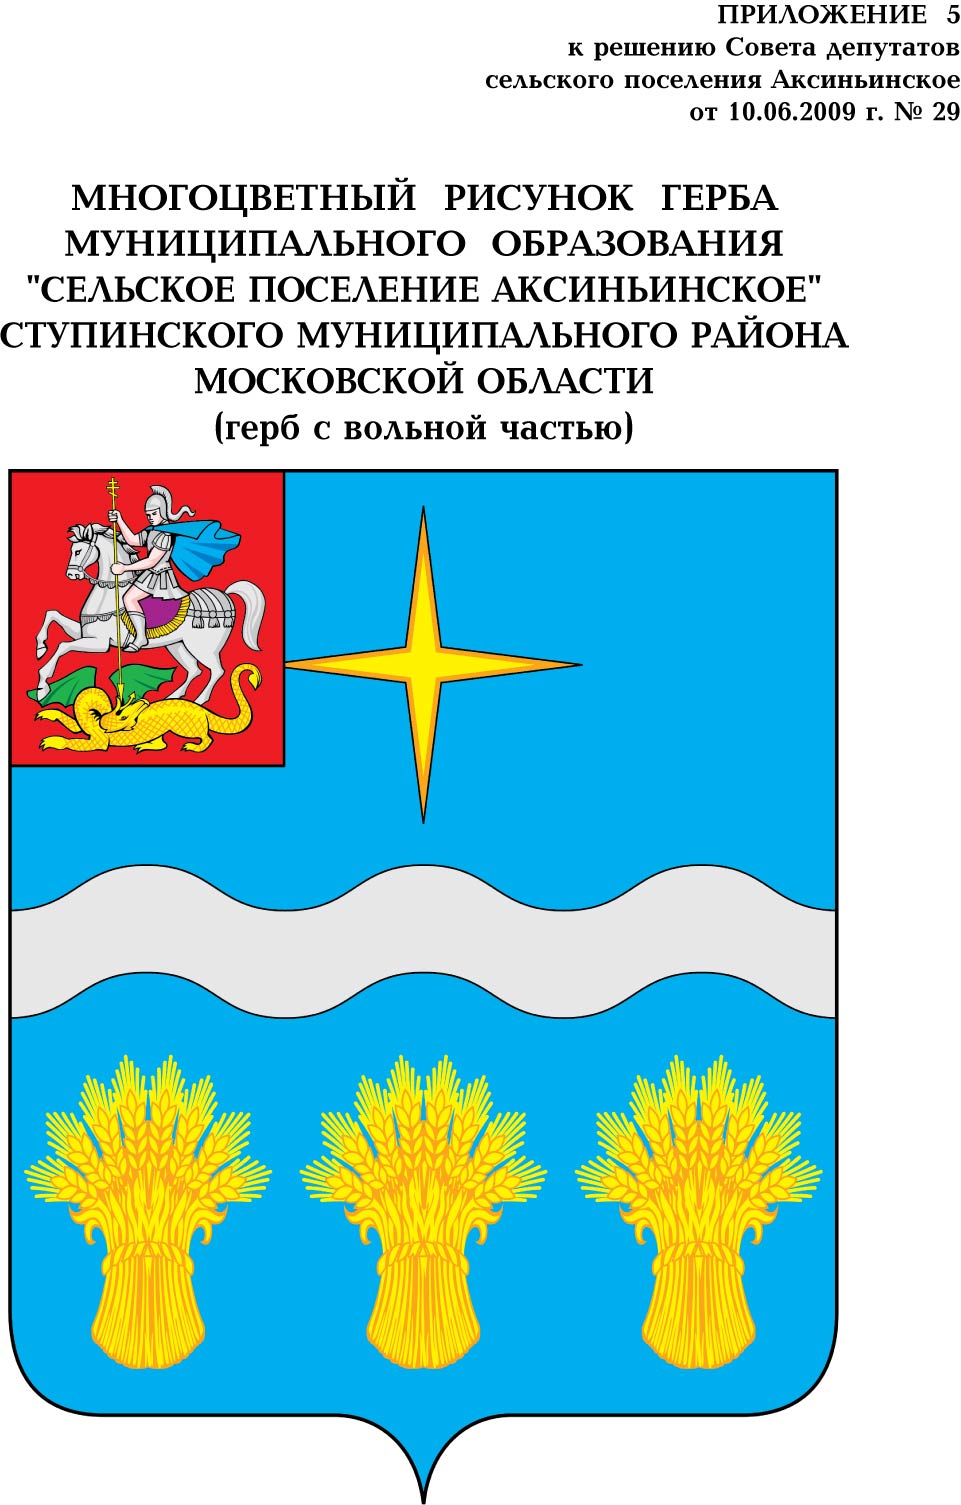 ПРИЛОЖЕНИЕ 5
к решению Совета депутатов
сельского поселения Аксиньинское
от 10.06.2009 г. № 29
МНОГОЦВЕТНЫЙ РИСУНОК ГЕРБА
МУНИЦИПАЛЬНОГО ОБРАЗОВАНИЯ
"СЕЛЬСКОЕ ПОСЕЛЕНИЕ АКСИНЬИНСКОЕ"
СТУПИНСКОГО МУНИЦИПАЛЬНОГО РАЙОНА
МОСКОВСКОЙ ОБЛАСТИ
(герб с вольной частью)